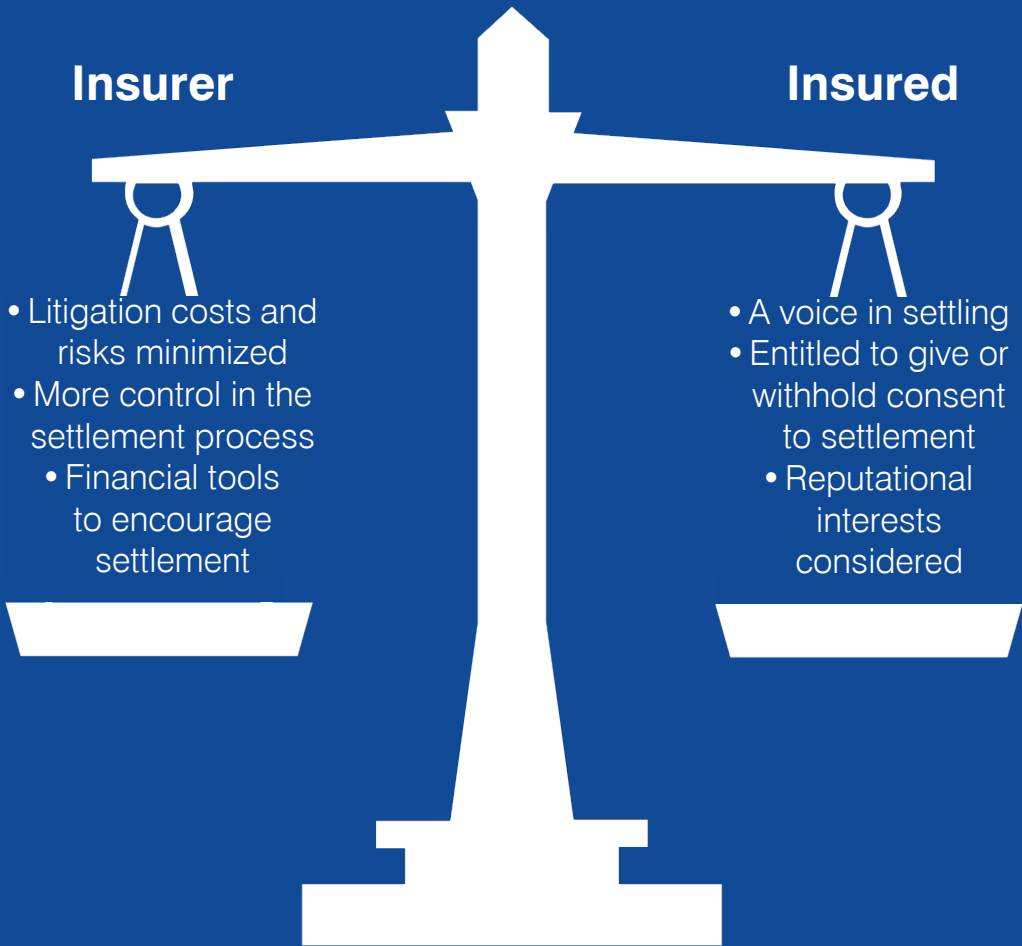 Insurer
• Litigation costs and
risks minimized
• More control in the
settlement process
• Financial tools
to encourage
settlement
Insured
• A voice in settling
• Entitled to give or
withhold consent
to settlement
• Reputational
interests
considered